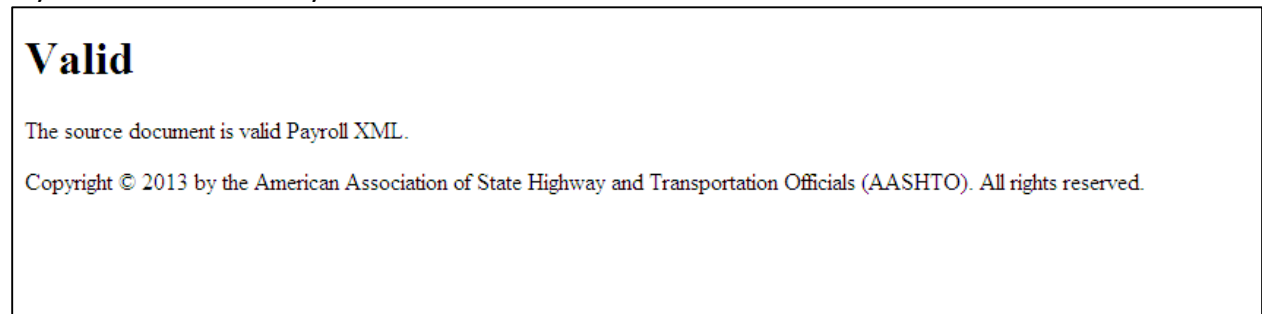 Valid
The source document is valid Payroll XML.
Copyright © 2013 by the American Association of State Highway and Transportation Officials (AASHTO). All rights reserved.